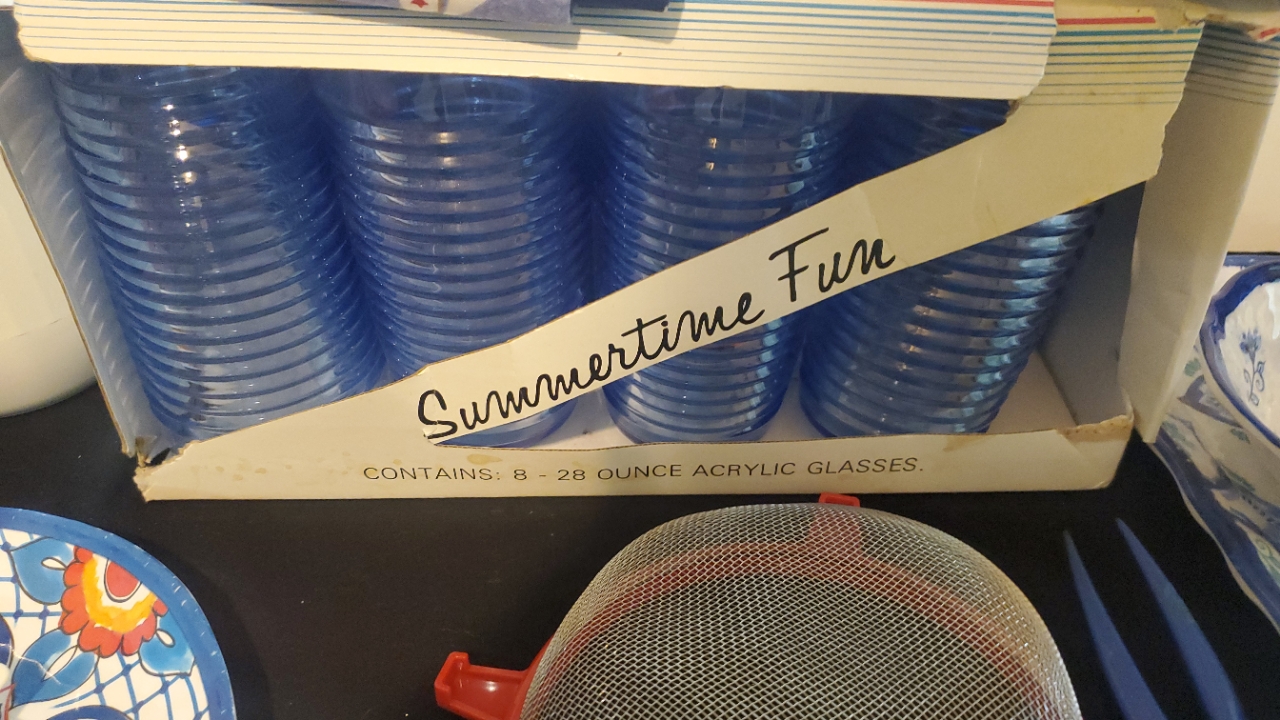 Summertime Fun
CONTAINS: 8 - 28 OUNCE ACRYLIC GLASSES.